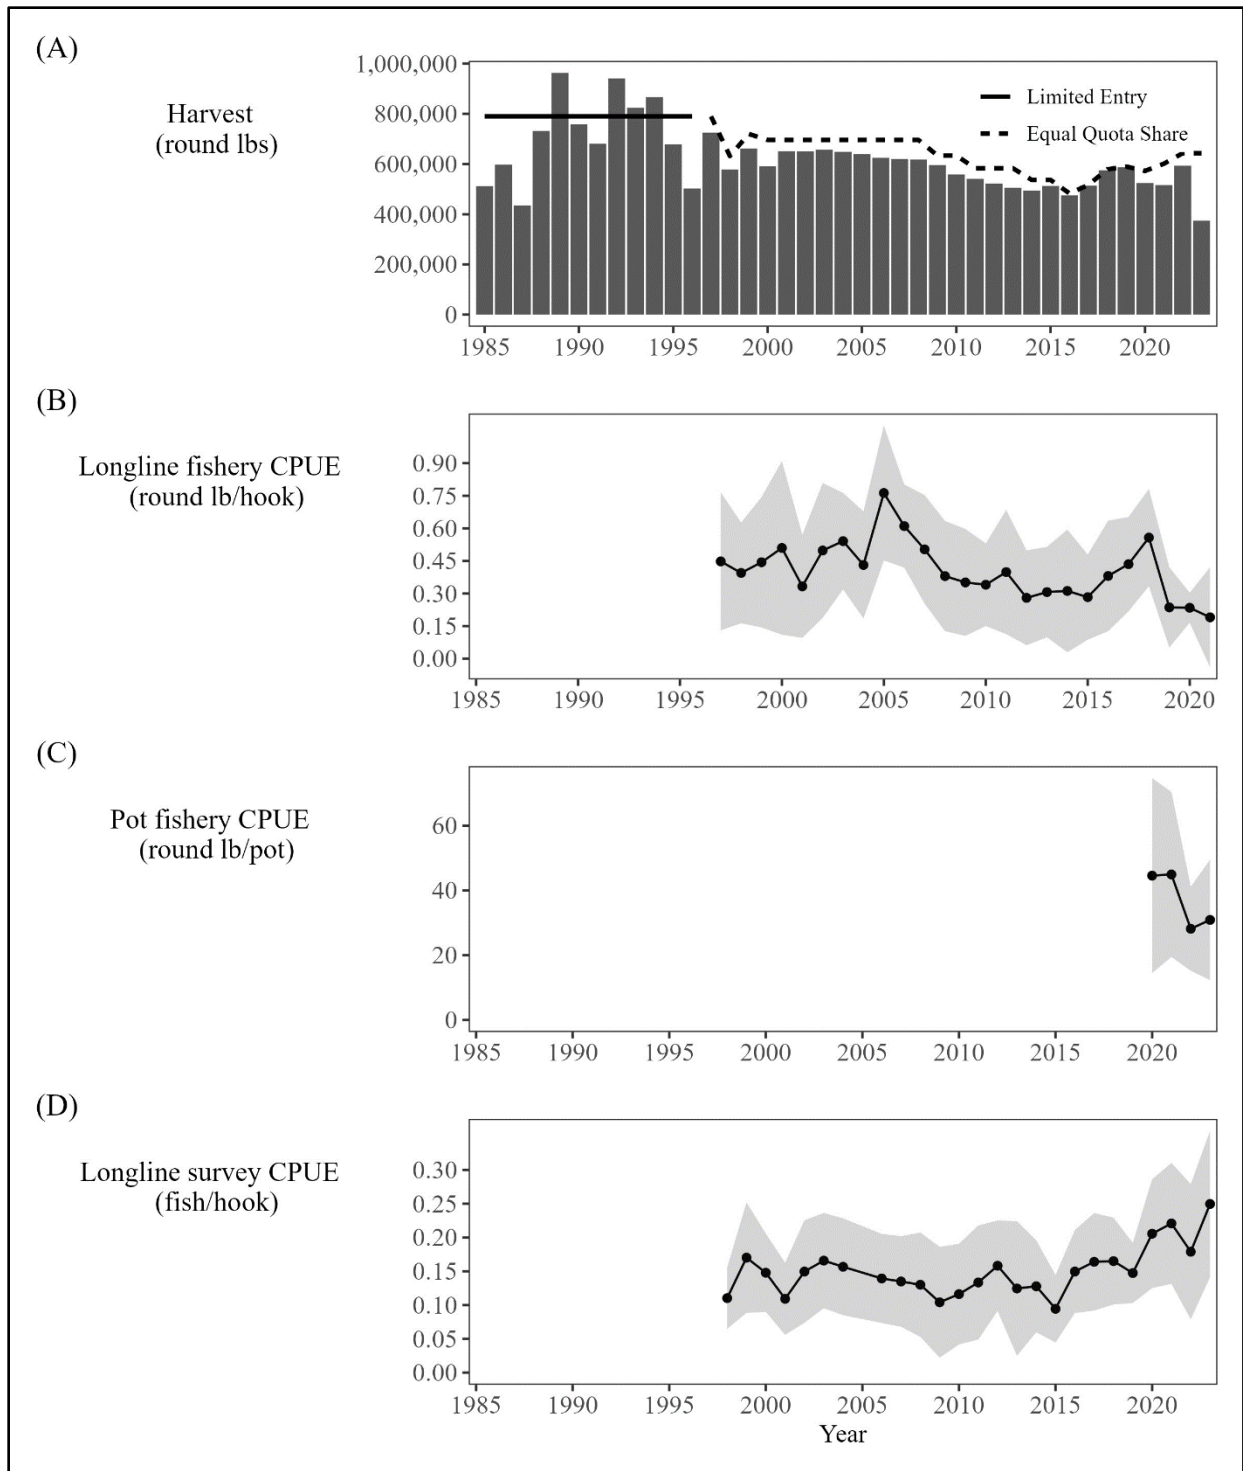 (A)
Harvest
(round lbs)
1,000,000
800,000
600,000
400,000
200,000
0
Limited Entry
Equal Quota Share
1985 1990 1995 2000 2005 2010 2015 2020
(B)
Longline fishery CPUE
(round lb/hook)
0.90
0.75
0.60
0.45
0.30
0.15
0.00
1985 1990 1995 2000 2005 2010 2015 2020
(C)
Pot fishery CPUE
(round lb/pot)
60
40
20
0
1985 1990 1995 2000 2005 2010 2015 2020
(D)
Longline survey CPUE
(fish/hook)
0.30
0.25
0.20
0.15
0.10
0.05
0.00
1985 1990 1995 2000 2005 2010 2015 2020
Year